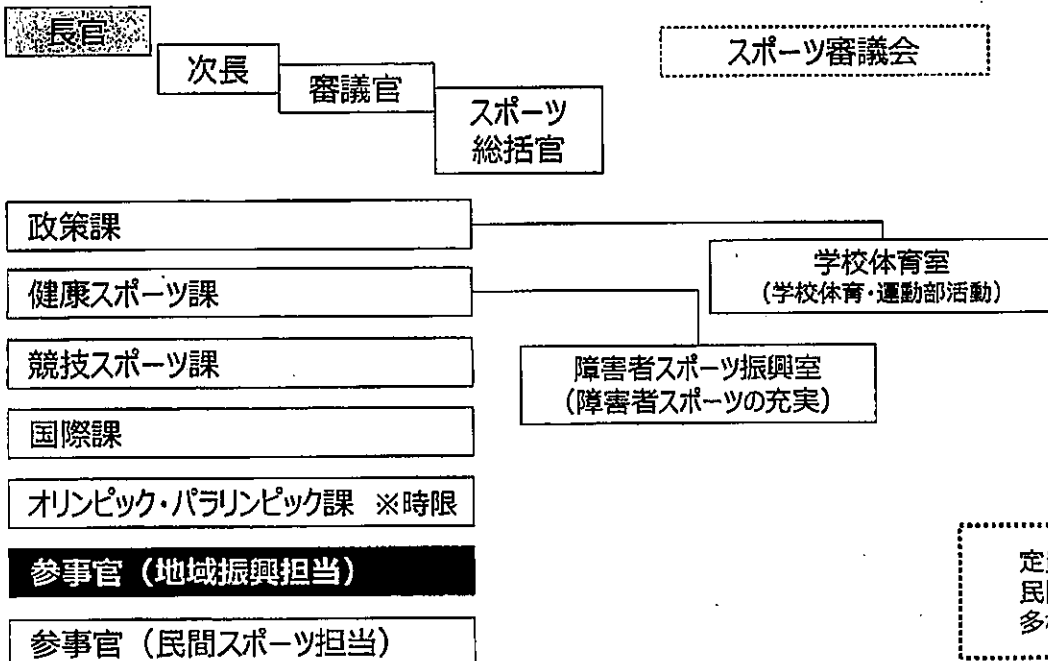 長官
次長
審議官
スポーツ
総括官
スポーツ審議会
政策課
学校体育室
(学校体育・運動部活動)
健康スポーツ課
障害者スポーツ振興室
(障害者スポーツの充実)
競技スポーツ課
国際課
オリンピック・パラリンピック課 ※時限
参事官(地域振興担当)
参事官(民間スポーツ担当)
定
民
多